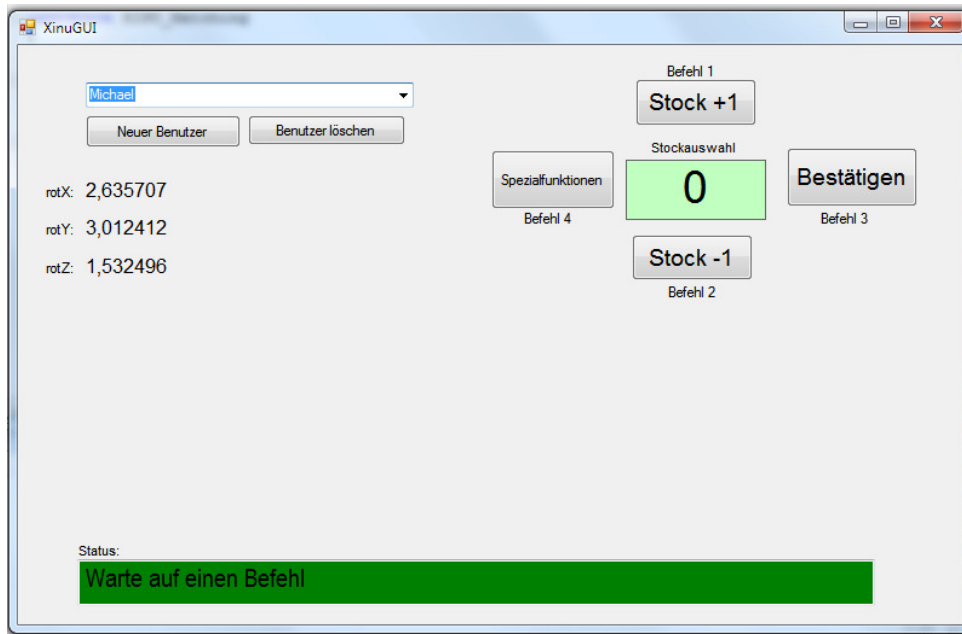 XinuGUI
Michael
Neuer Benutzer
Benutzer löschen
rotX: 2,635707
rotY: 3,012412
rotZ: 1,532496
Befehl 1
Stock +1
Stockauswahl
0
Spezialfunktionen
Befehl 4
Bestätigen
Befehl 3
Stock -1
Befehl 2
Status:
Warte auf einen Befehl